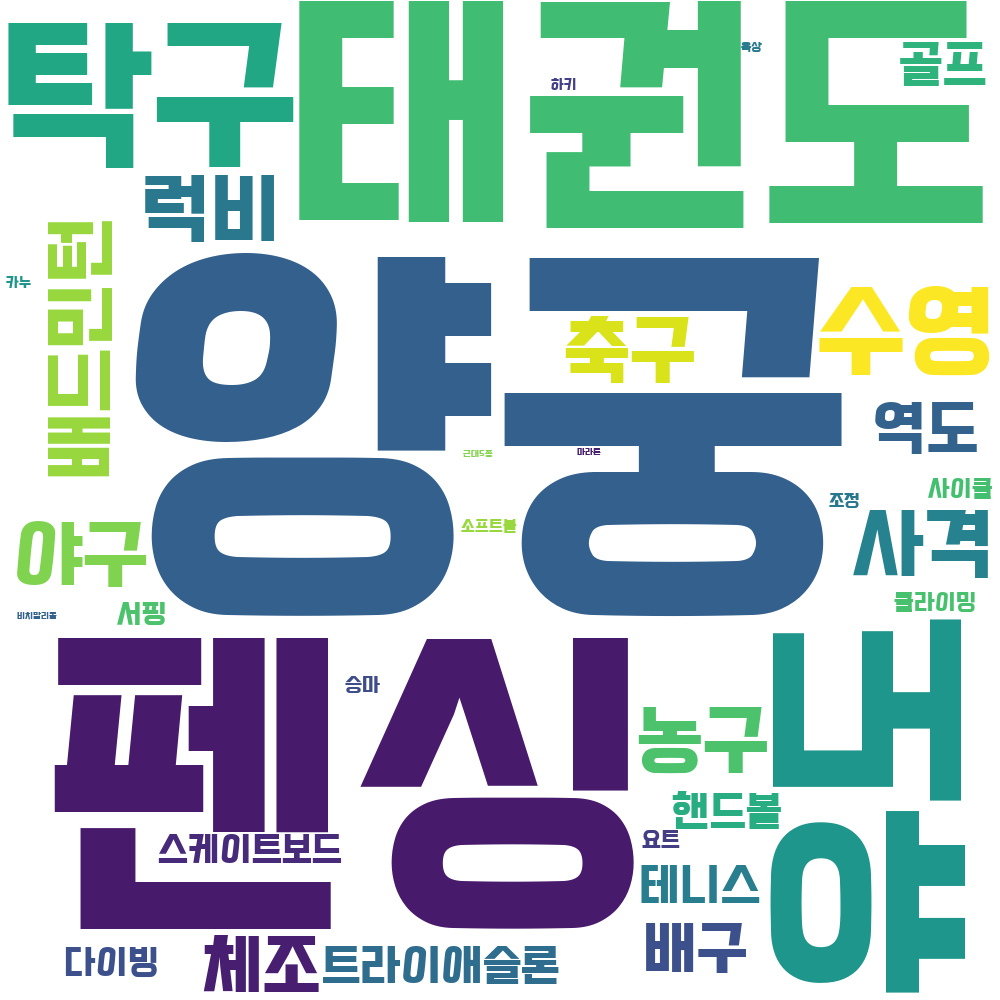 탁구
태권도
육상
하키
골프
럭비
배드민턴
카누
양궁
축구
수영
역도
근대5종
마라톤
사이클
조정
소프트볼
야구
사격
서핑
비치발리볼
클라이밍
펜싱
승마
농구
유도
핸드볼
스케이트보드
요트
테니스
다이빙
체조
트라이애슬론
배구